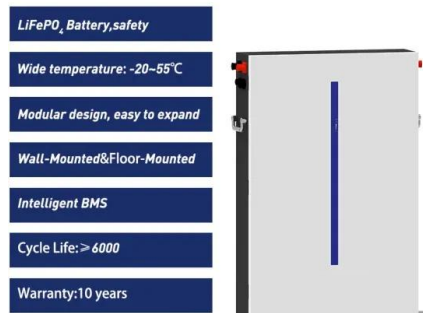 LiFePO4 Battery,safety
Wide temperature: -20~55℃
Modular design, easy to expand
Wall-Mounted&Floor-Mounted
Intelligent BMS
Cycle Life:≥6000
Warranty:10 years